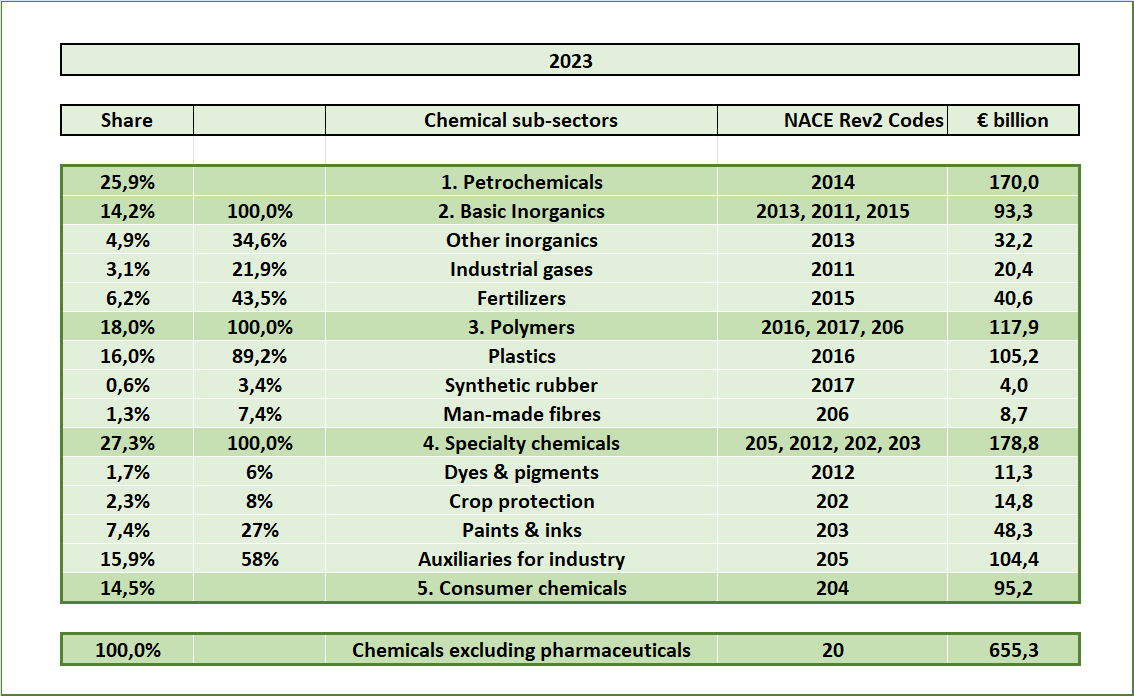 2023
Share Chemical sub-sectors NACE Rev2 Codes € billion
25,9% 1. Petrochemicals 2014 170,0
14,2% 100,0% 2. Basic Inorganics 2013, 2011, 2015 93,3
4,9% 34,6% Other inorganics 2013 32,2
3,1% 21,9% Industrial gases 2011 20,4
6,2% 43,5% Fertilizers 2015 40,6
18,0% 100,0% 3. Polymers 2016, 2017, 206 117,9
16,0% 89,2% Plastics 2016 105,2
0,6% 3,4% Synthetic rubber 2017 4,0
1,3% 7,4% Man-made fibres 206 8,7
27,3% 100,0% 4. Specialty chemicals 205, 2012, 202, 203 178,8
1,7% 6% Dyes & pigments 2012 11,3
2,3% 8% Crop protection 202 14,8
7,4% 27% Paints & inks 203 48,3
15,9% 58% Auxiliaries for industry 205 104,4
14,5% 5. Consumer chemicals 204 95,2
100,0% Chemicals excluding pharmaceuticals 20 655,3